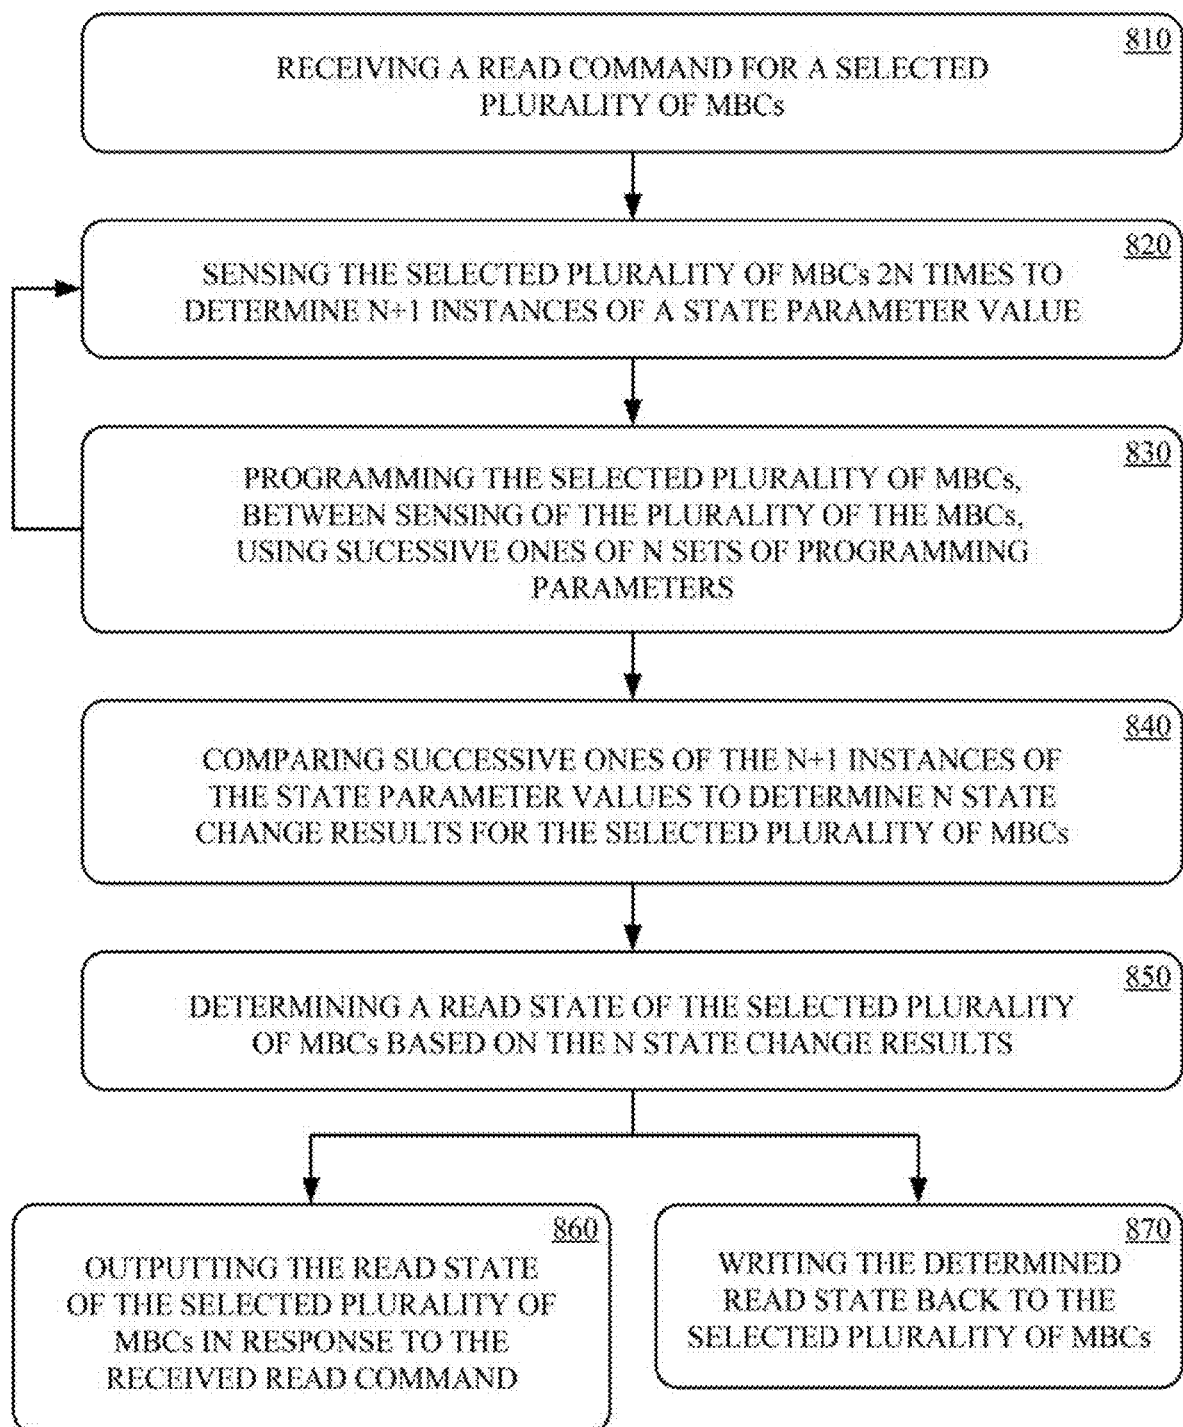 810
RECEIVING A READ COMMAND FOR A SELECTED
PLURALITY OF MBCs
820
SENSING THE SELECTED PLURALITY OF MBCs 2N TIMES TO
DETERMINE N+1 INSTANCES OF A STATE PARAMETER VALUE
830
PROGRAMMING THE SELECTED PLURALITY OF MBCs,
BETWEEN SENSING OF THE PLURALITY OF THE MBCs,
USING SUCESSIVE ONES OF N SETS OF PROGRAMMING
PARAMETERS
840
COMPARING SUCCESSIVE ONES OF THE N+1 INSTANCES OF
THE STATE PARAMETER VALUES TO DETERMINE N STATE
CHANGE RESULTS FOR THE SELECTED PLURALITY OF MBCs
850
DETERMINING A READ STATE OF THE SELECTED PLURALITY
OF MBCs BASED ON THE N STATE CHANGE RESULTS
860
OUTPUTTING THE READ STATE
OF THE SELECTED PLURALITY OF
MBCs IN RESPONSE TO THE
RECEIVED READ COMMAND
870
WRITING THE DETERMINED
READ STATE BACK TO THE
SELECTED PLURALITY OF MBCs